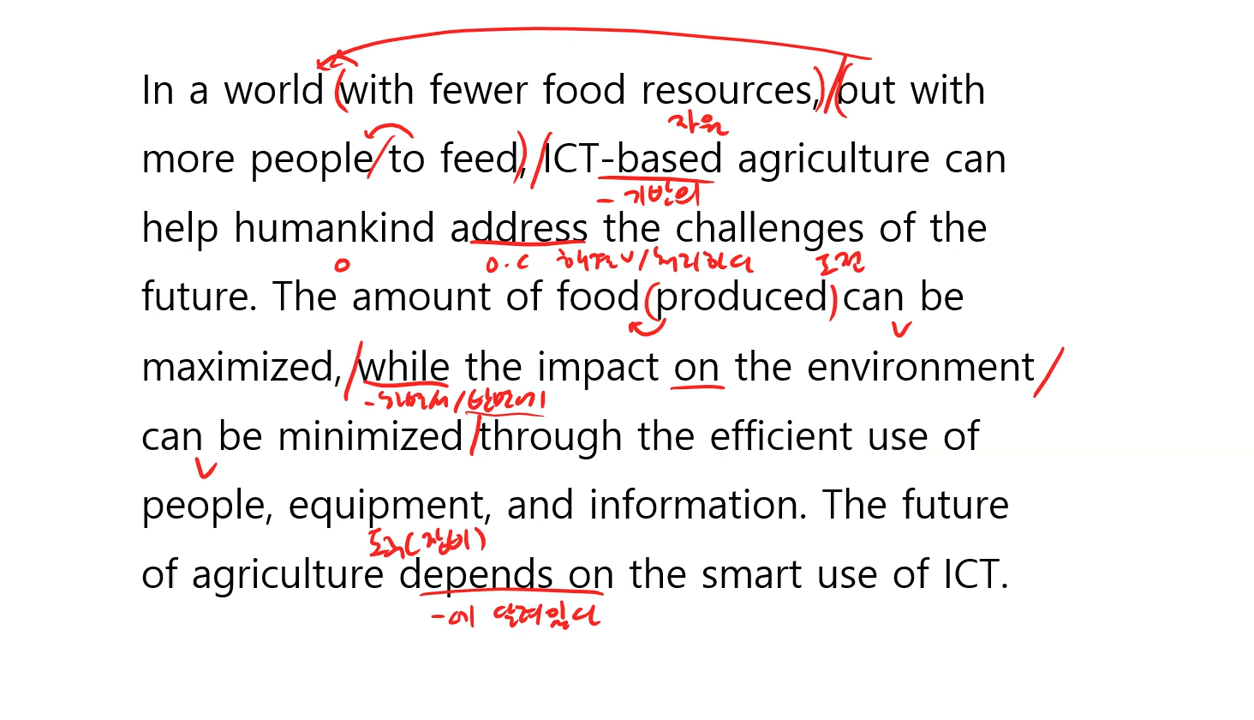 In a world (with fewer food resources,) / (but with
자원
more people / to feed,) / ICT-based agriculture can
- 기반의
help humankind address the challenges of the
O O.C 해결v/처리하다 도전
future. The amount of food (produced) can be
v
maximized, / while the impact on the environment /
-하면서 / 반면에
can be minimized / through the efficient use of
v
people, equipment, and information. The future
도구(장비)
of agriculture depends on the smart use of ICT.
-에 달려있다